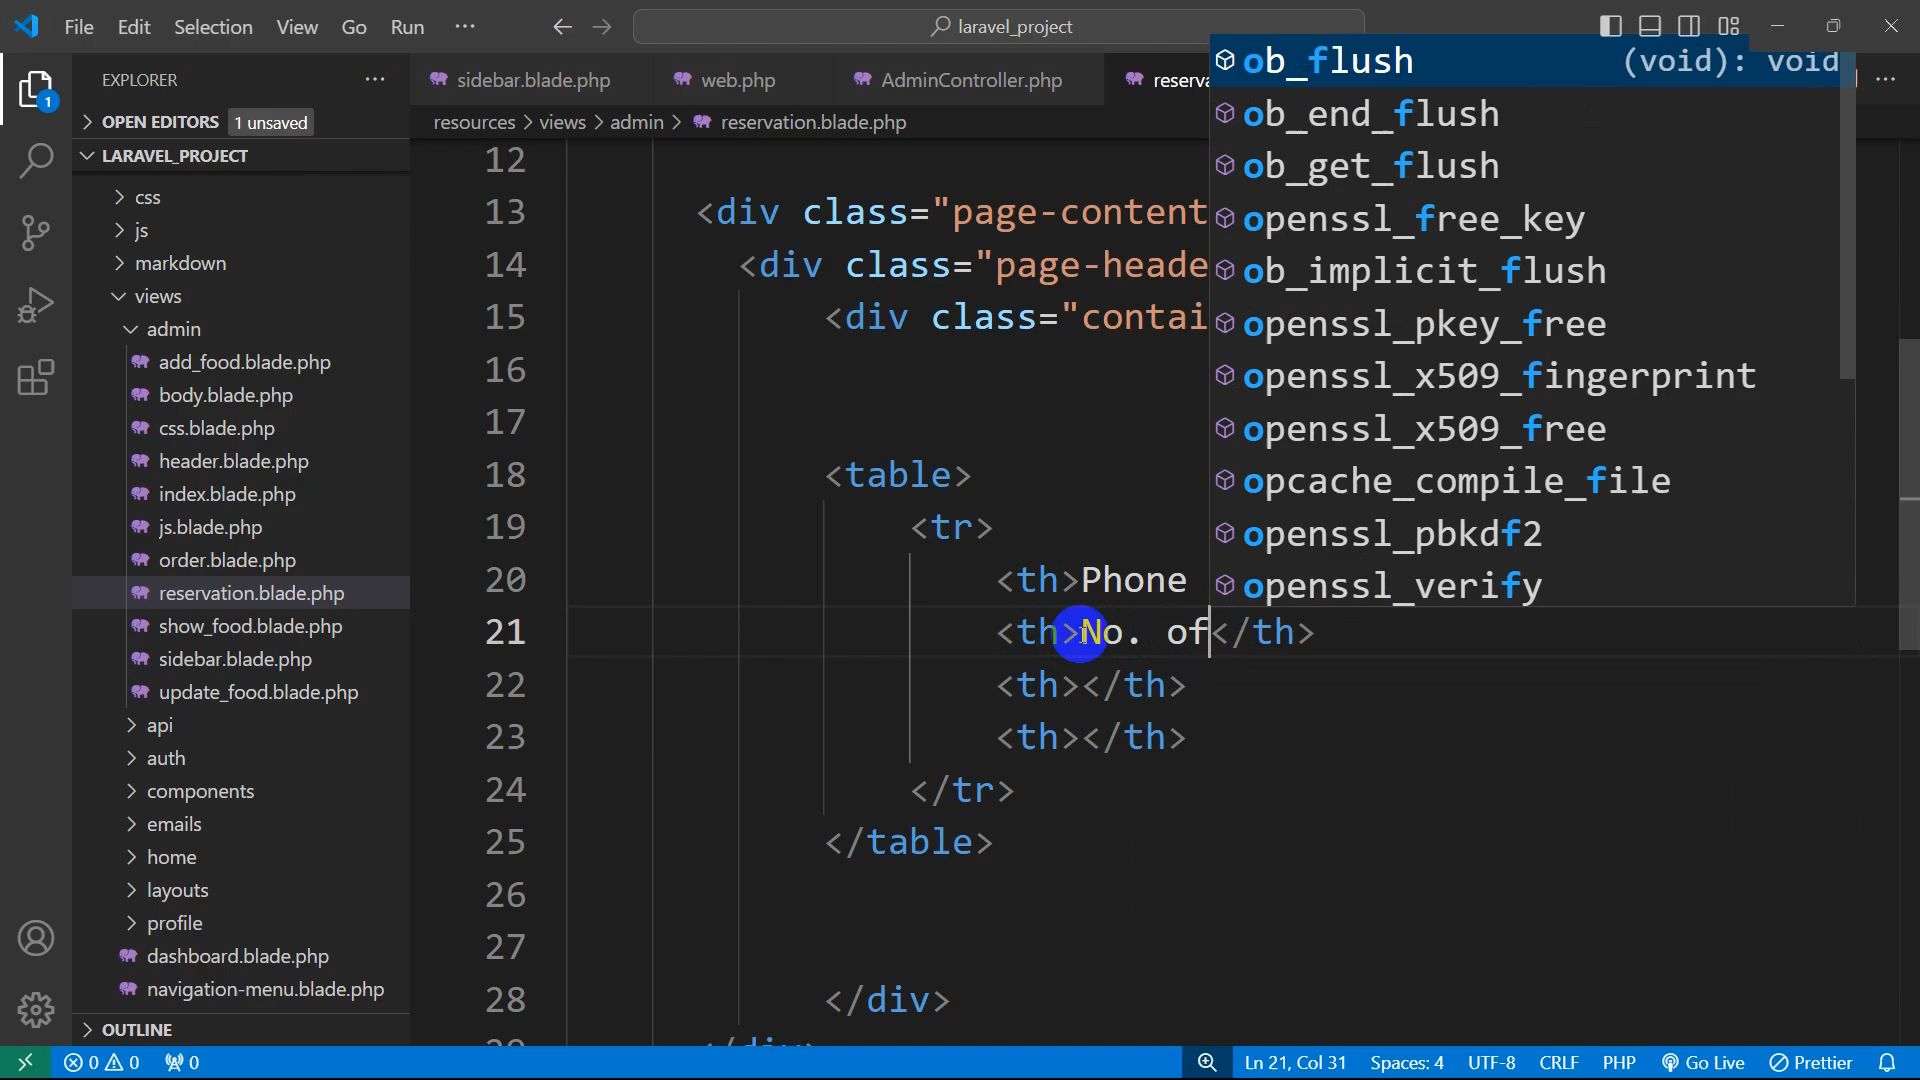 File Edit Selection View Go Run ··· laravel_project
EXPLORER ···
OPEN EDITORS 1 unsaved
LARAVEL_PROJECT
css
js
markdown
views
admin
add_food.blade.php
body.blade.php
css.blade.php
header.blade.php
index.blade.php
js.blade.php
order.blade.php
reservation.blade.php
show_food.blade.php
sidebar.blade.php
update_food.blade.php
api
auth
components
emails
home
layouts
profile
dashboard.blade.php
navigation-menu.blade.php
OUTLINE
1
sidebar.blade.php web.php AdminController.php reserva ···
resources > views > admin > reservation.blade.php
12
13 <div class="page-content
14 <div class="page-heade
15 <div class="contai
16
17
18 <table>
19 <tr>
20 <th>Phone
21 <th>No. of</th>
22 <th></th>
23 <th></th>
24 </tr>
25 </table>
26
27
28 </div>
ob_flush (void): void
ob_end_flush
ob_get_flush
openssl_free_key
ob_implicit_flush
openssl_pkey_free
openssl_x509_fingerprint
openssl_x509_free
opcache_compile_file
openssl_pbkdf2
openssl_verify
0 0 0 Ln 21, Col 31 Spaces: 4 UTF-8 CRLF PHP Go Live Prettier